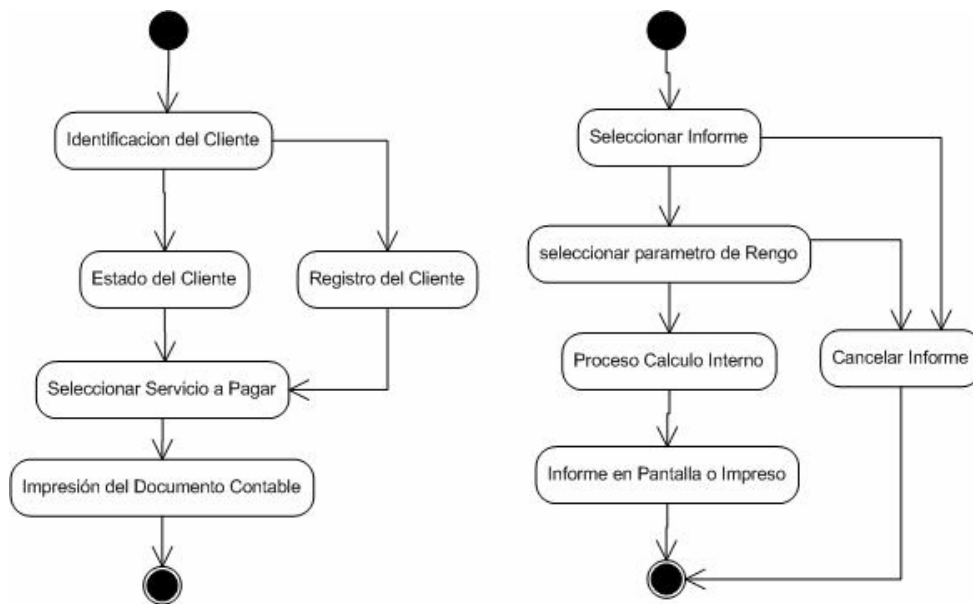 Identificacion del Cliente
Estado del Cliente
Registro del Cliente
Seleccionar Servicio a Pagar
Impresión del Documento Contable
Seleccionar Informe
seleccionar parametro de Rengo
Proceso Calculo Interno
Cancelar Informe
Informe en Pantalla o Impreso